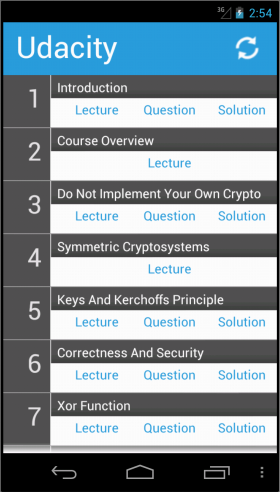 3G 2:54
Udacity
1 Introduction
Lecture Question Solution
2 Course Overview
Lecture
3 Do Not Implement Your Own Crypto
Lecture Question Solution
4 Symmetric Cryptosystems
Lecture
5 Keys And Kerchoffs Principle
Lecture Question Solution
6 Correctness And Security
Lecture Question Solution
7 Xor Function
Lecture Question Solution